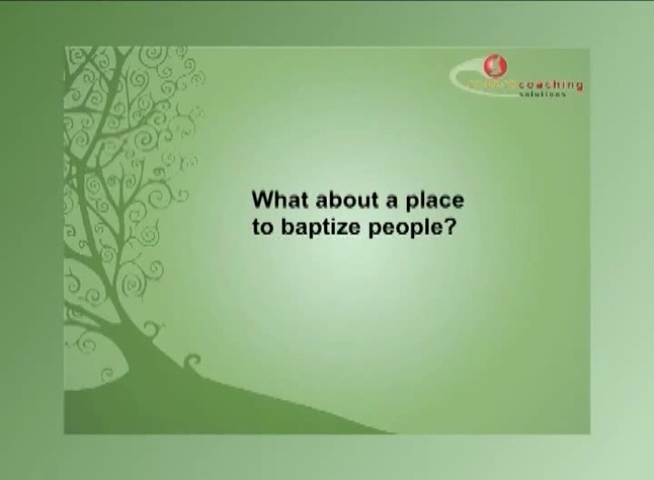 coaching
solutions
What about a place
to baptize people?